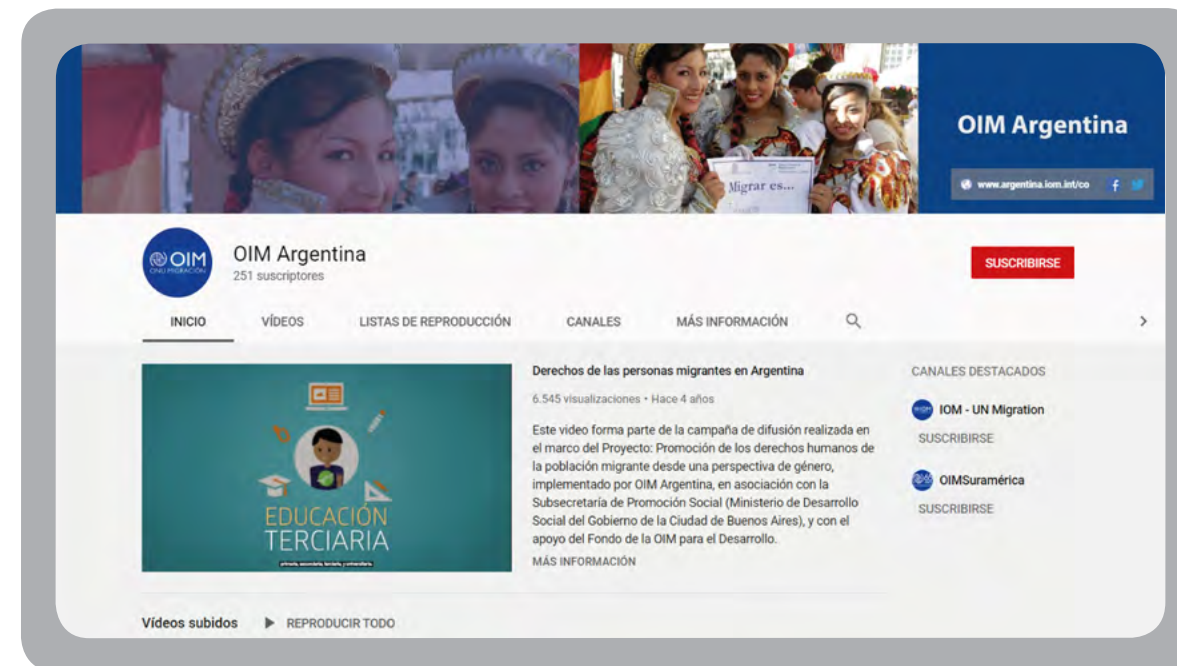 Migrar es...
OIM Argentina
www.argentina.iom.int/co
OIM
ONU MIGRACIÓN
OIM Argentina
251 suscriptores
SUSCRIBIRSE
INICIO
VÍDEOS
LISTAS DE REPRODUCCIÓN
CANALES
MÁS INFORMACIÓN
EDUCACIÓN
TERCIARIA
primaria, secundaria, terciaria, y universitaria.
Derechos de las personas migrantes en Argentina
6.545 visualizaciones • Hace 4 años
Este video forma parte de la campaña de difusión realizada en
el marco del Proyecto: Promoción de los derechos humanos de
la población migrante desde una perspectiva de género,
implementado por OIM Argentina, en asociación con la
Subsecretaría de Promoción Social (Ministerio de Desarrollo
Social del Gobierno de la Ciudad de Buenos Aires), y con el
apoyo del Fondo de la OIM para el Desarrollo.
MÁS INFORMACIÓN
CANALES DESTACADOS
IOM - UN Migration
SUSCRIBIRSE
OIMSuramérica
SUSCRIBIRSE
Vídeos subidos
REPRODUCIR TODO